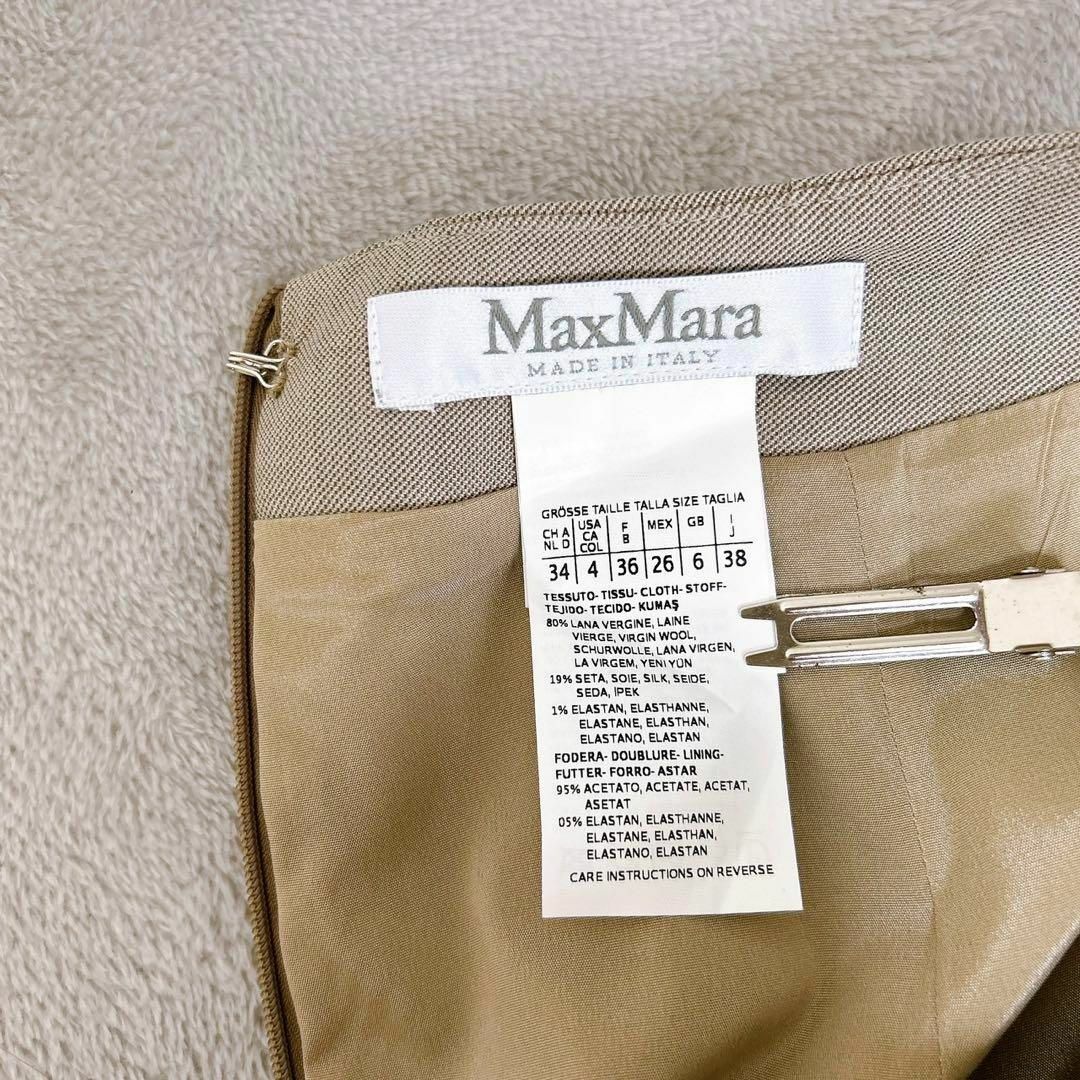 MaxMara
MADE IN ITALY
GRÖSSE TAILLE TALLA SIZE TAGLIA
CH A USA F MEX GB I
NL D CA B J
COL
34 4 36 26 6 38
TESSUTO- TISSU- CLOTH- STOFF-
TEJIDO- TECIDO- KUMAŞ
80% LANA VERGINE, LAINE
VIERGE, VIRGIN WOOL,
SCHURWOLLE, LANA VIRGEN,
LA VIRGEM, YENI YÜN
19% SETA, SOIE, SILK, SEIDE,
SEDA, IPEK
1% ELASTAN, ELASTHANNE,
ELASTANE, ELASTHAN,
ELASTANO, ELASTAN
FODERA- DOUBLURE- LINING-
FUTTER- FORRO- ASTAR
95% ACETATO, ACETATE, ACETAT,
ASETAT
05% ELASTAN, ELASTHANNE,
ELASTANE, ELASTHAN,
ELASTANO, ELASTAN
CARE INSTRUCTIONS ON REVERSE